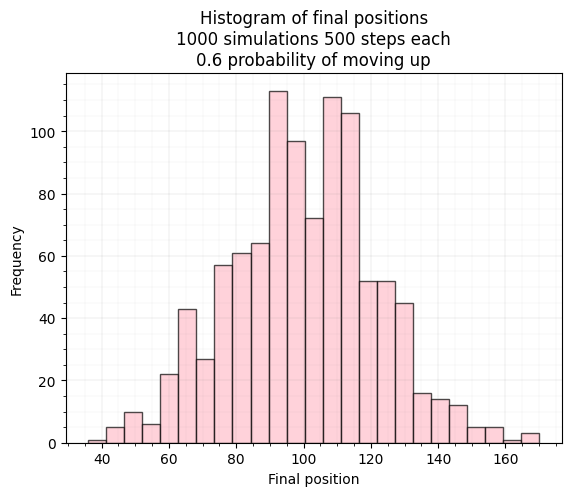 Histogram of final positions
1000 simulations 500 steps each
0.6 probability of moving up
100
80
60
40
20
0
Frequency
40 60 80 100 120 140 160
Final position